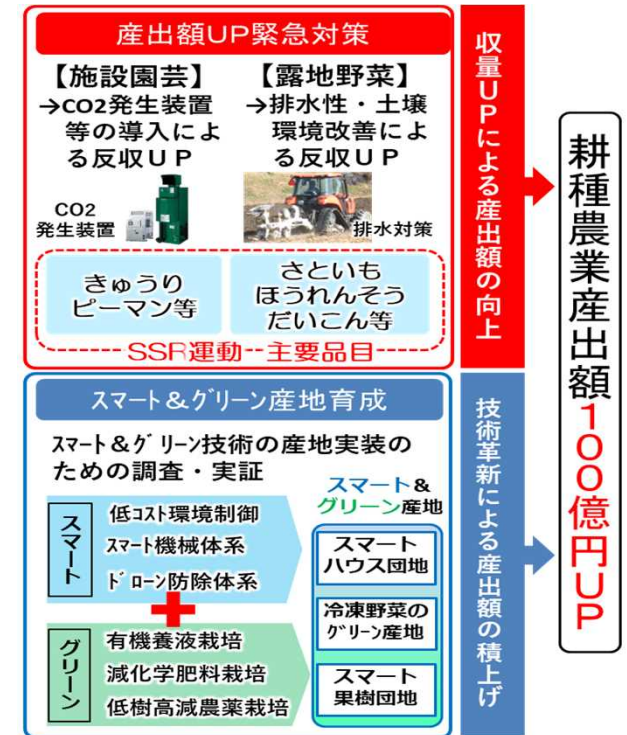 産出額UP緊急対策
【施設園芸】
→CO2発生装置
等の導入によ
る反収UP
【露地野菜】
→排水性・土壌
環境改善によ
る反収UP
CO2
発生装置
排水対策
きゅうり
ピーマン等
さといも
ほうれんそう
だいこん等
SSR運動 主要品目
収量UPによる産出額の向上
スマート&グリーン産地育成
スマート&グリーン技術の産地実装の
ための調査・実証
スマート
低コスト環境制御
スマート機械体系
ドローン防除体系
グリーン
有機養液栽培
減化学肥料栽培
低樹高減農薬栽培
スマート&
グリーン産地
スマート
ハウス団地
冷凍野菜の
グリーン産地
スマート
果樹団地
技術革新による産出額の積上げ
耕種農業産出額100億円UP